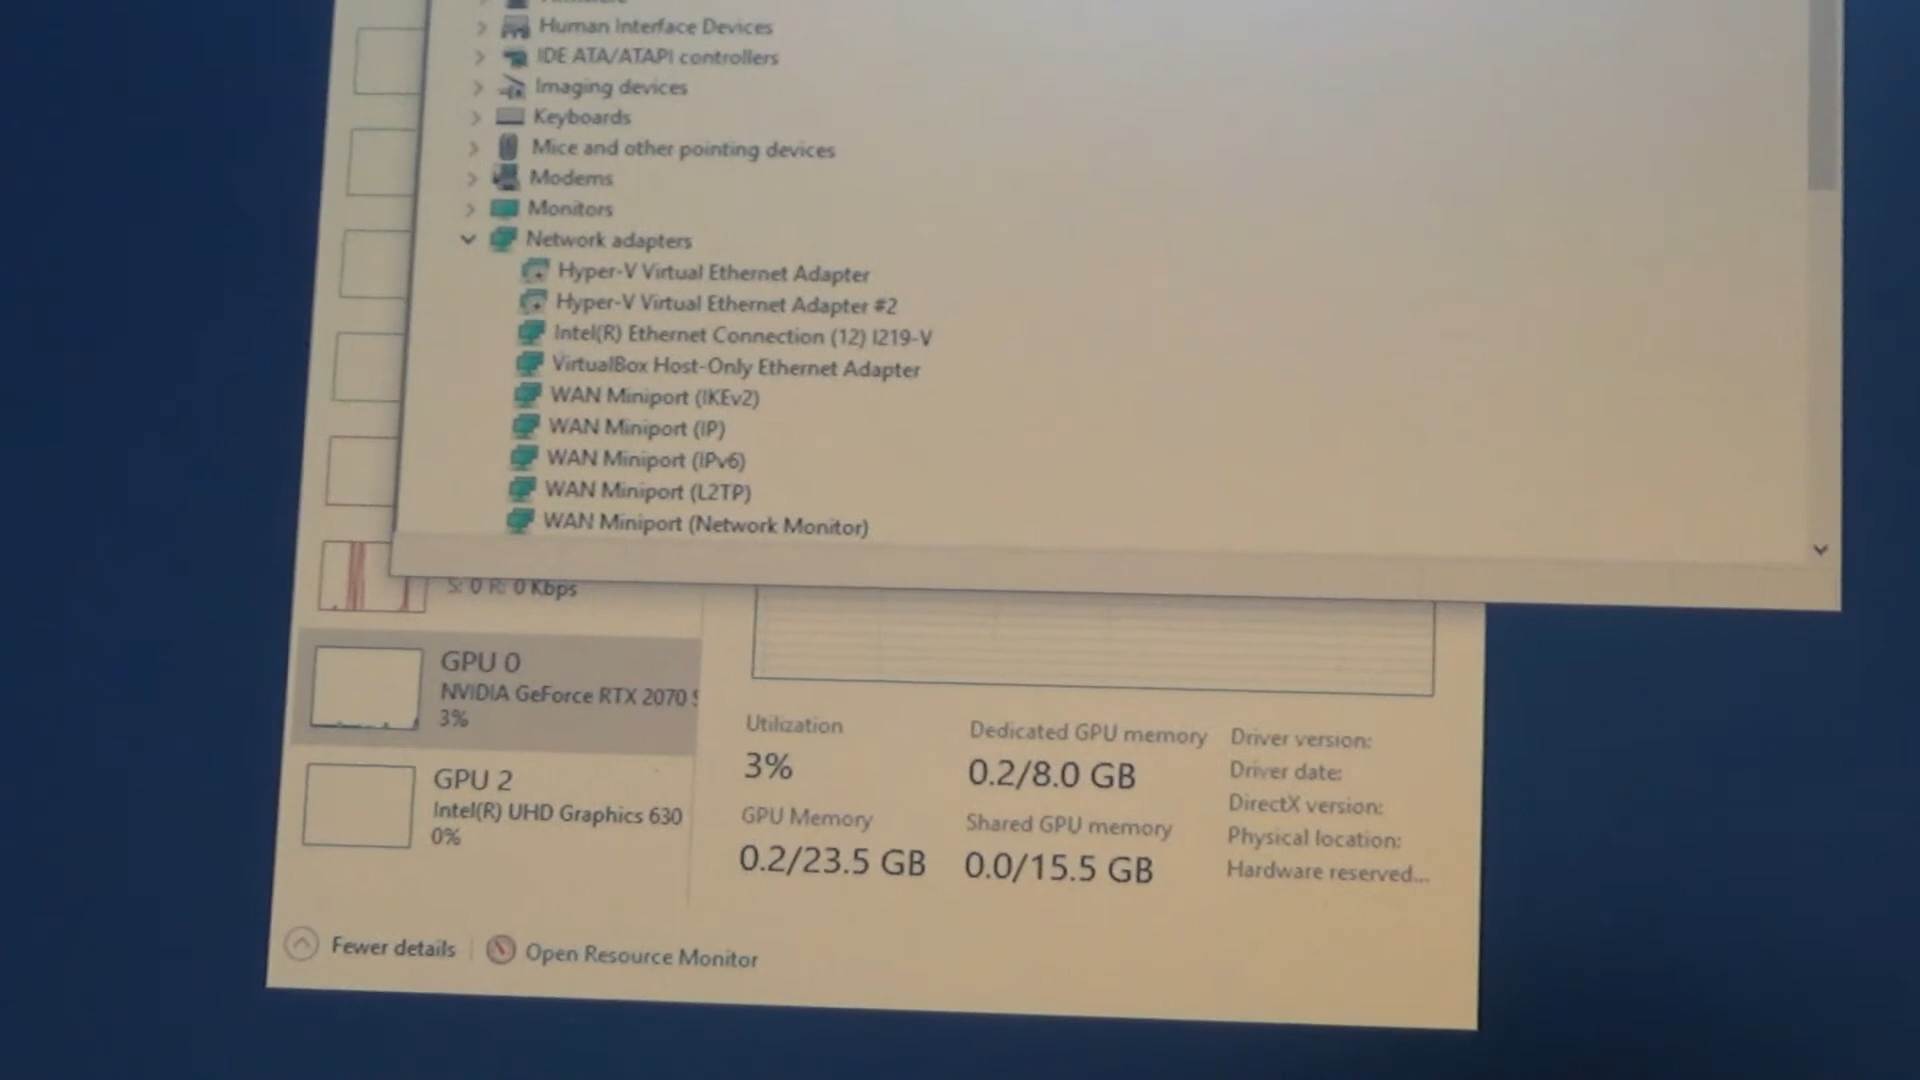 Human Interface Devices
IDE ATA/ATAPI controllers
Imaging devices
Keyboards
Mice and other pointing devices
Modems
Monitors
Network adapters
Hyper-V Virtual Ethernet Adapter
Hyper-V Virtual Ethernet Adapter #2
Intel(R) Ethernet Connection (12) I219-V
VirtualBox Host-Only Ethernet Adapter
WAN Miniport (IKEv2)
WAN Miniport (IP)
WAN Miniport (IPv6)
WAN Miniport (L2TP)
WAN Miniport (Network Monitor)
S: 0 R: 0 Kbps
GPU 0
NVIDIA GeForce RTX 2070 S
3%
GPU 2
Intel(R) UHD Graphics 630
0%
Utilization
3%
Dedicated GPU memory
0.2/8.0 GB
GPU Memory
0.2/23.5 GB
Shared GPU memory
0.0/15.5 GB
Driver version:
Driver date:
DirectX version:
Physical location:
Hardware reserved...
Fewer details
Open Resource Monitor